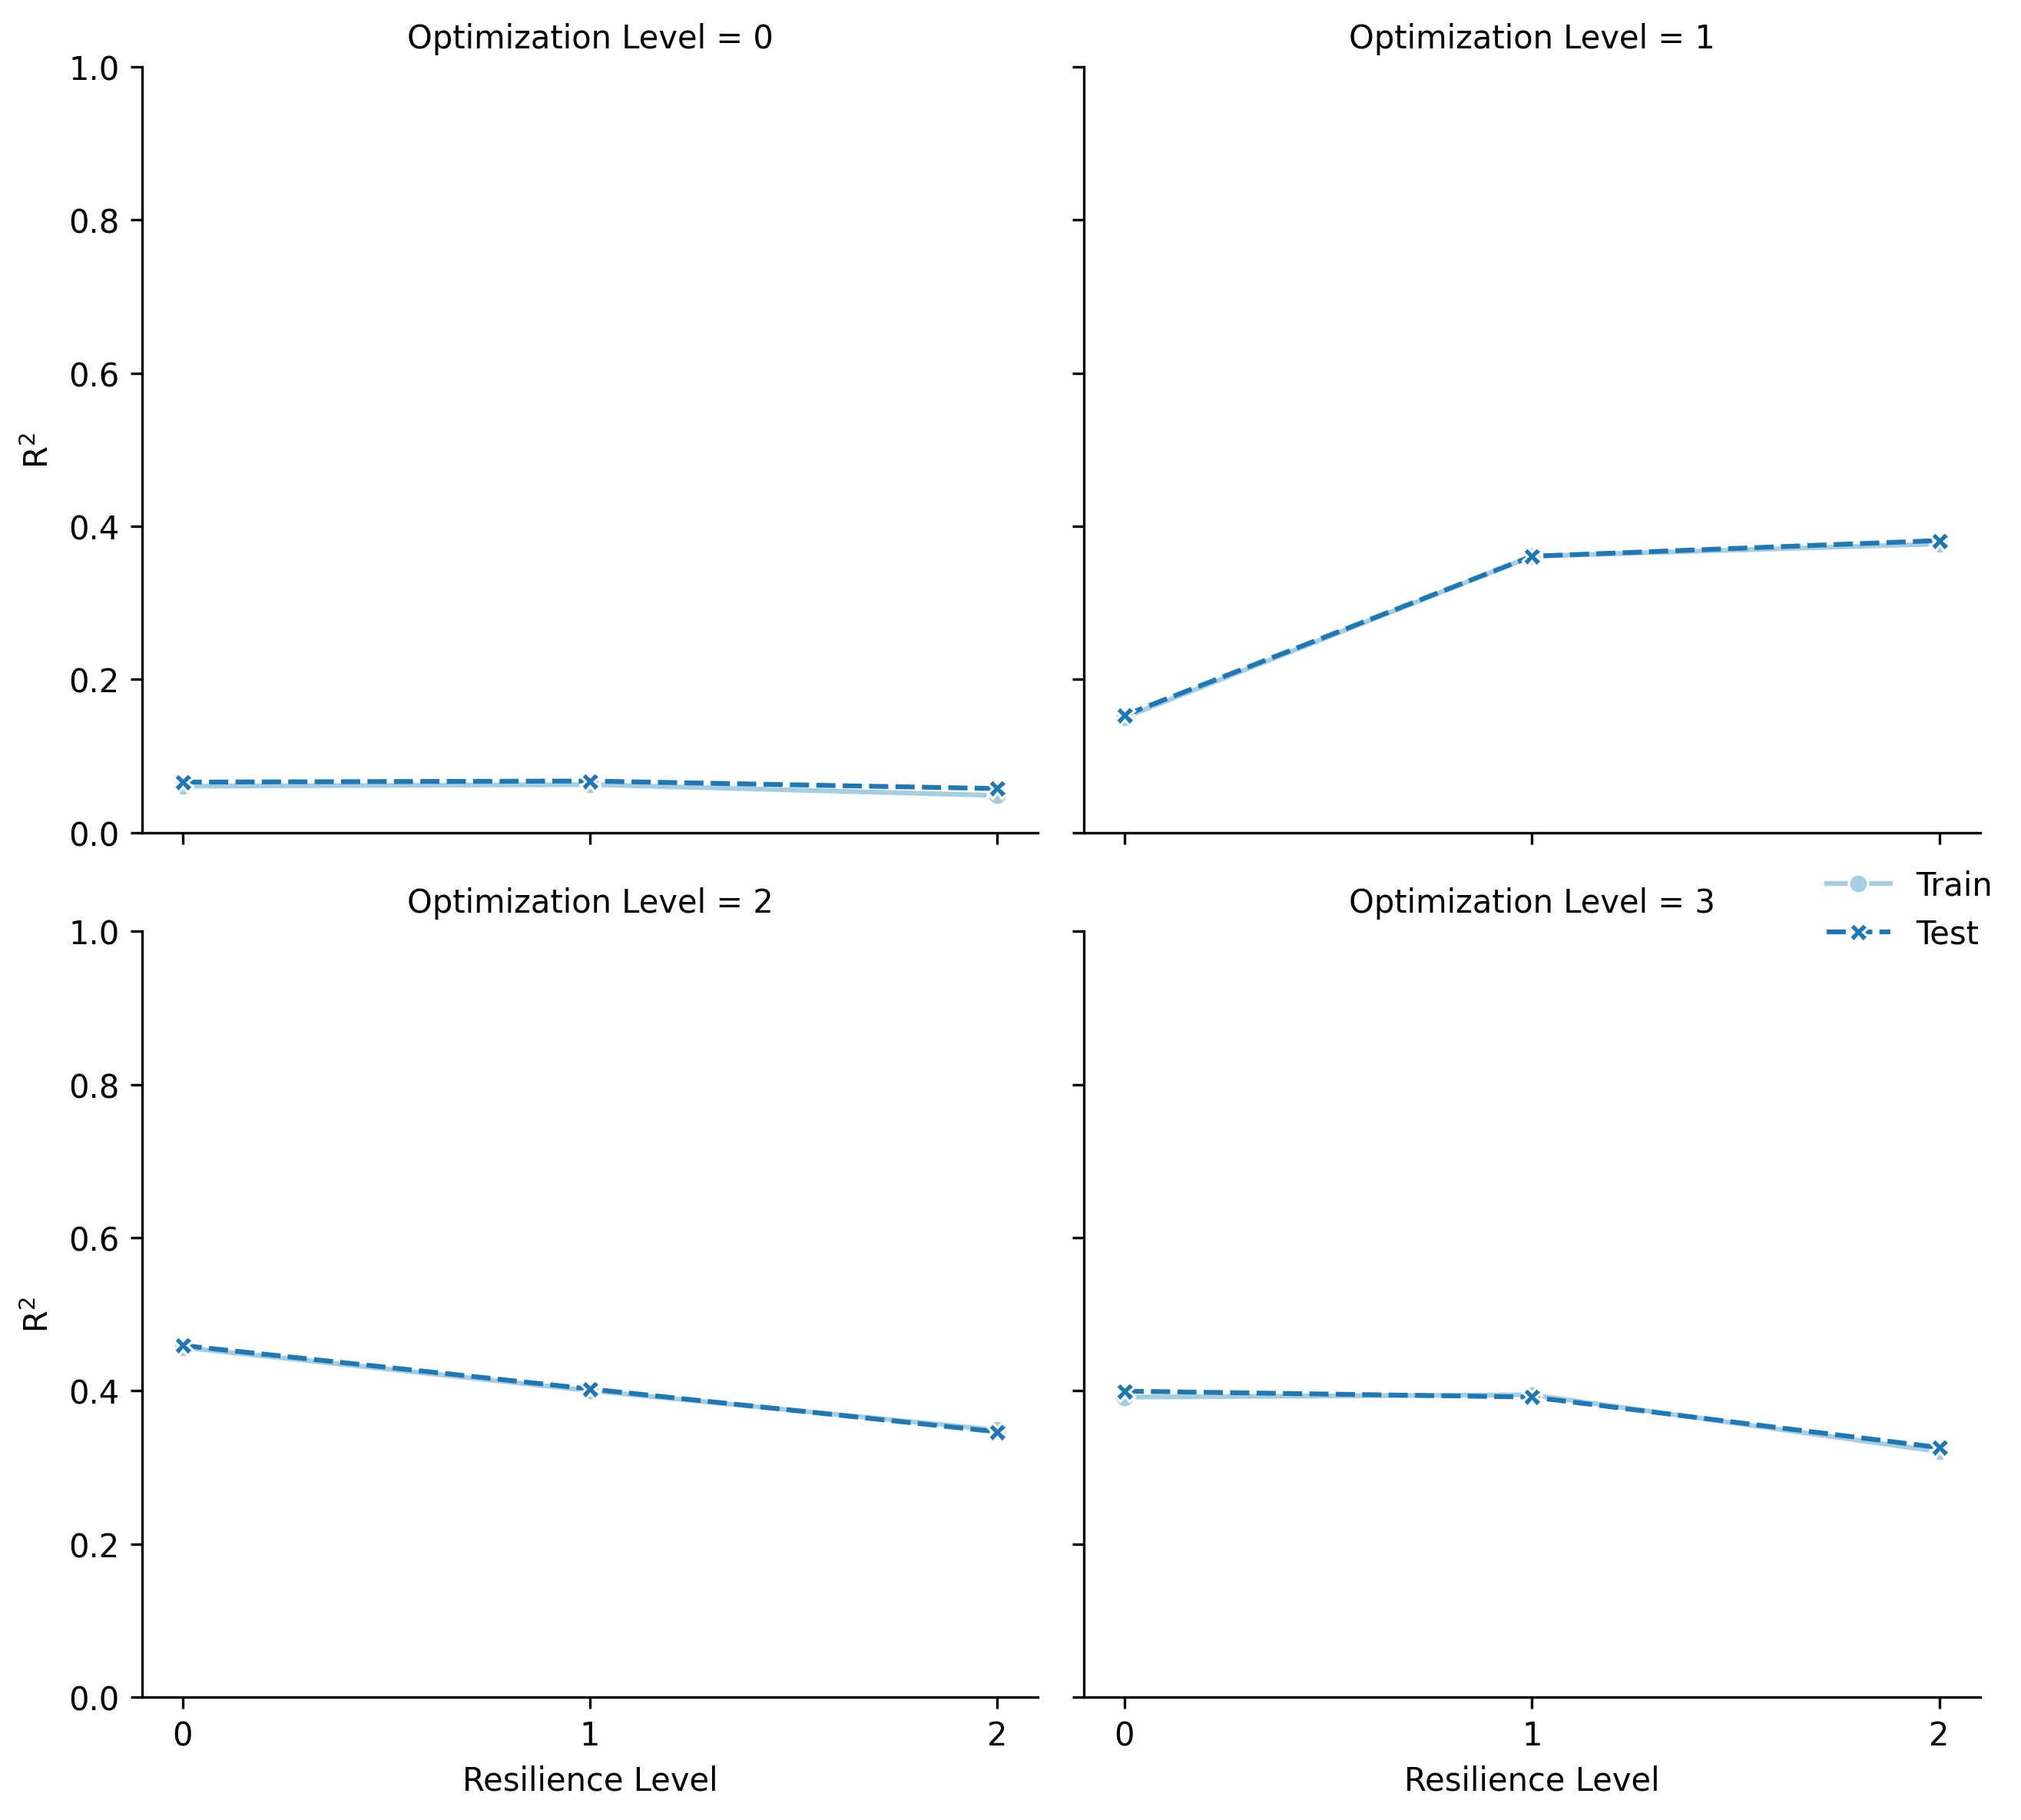 Optimization Level = 0
Optimization Level = 1
1.0
0.8
0.6
0.4
0.2
0.0
R²
Train
Test
Optimization Level = 2
Optimization Level = 3
1.0
0.8
0.6
0.4
0.2
0.0
R²
0 1 2
0 1 2
Resilience Level
Resilience Level